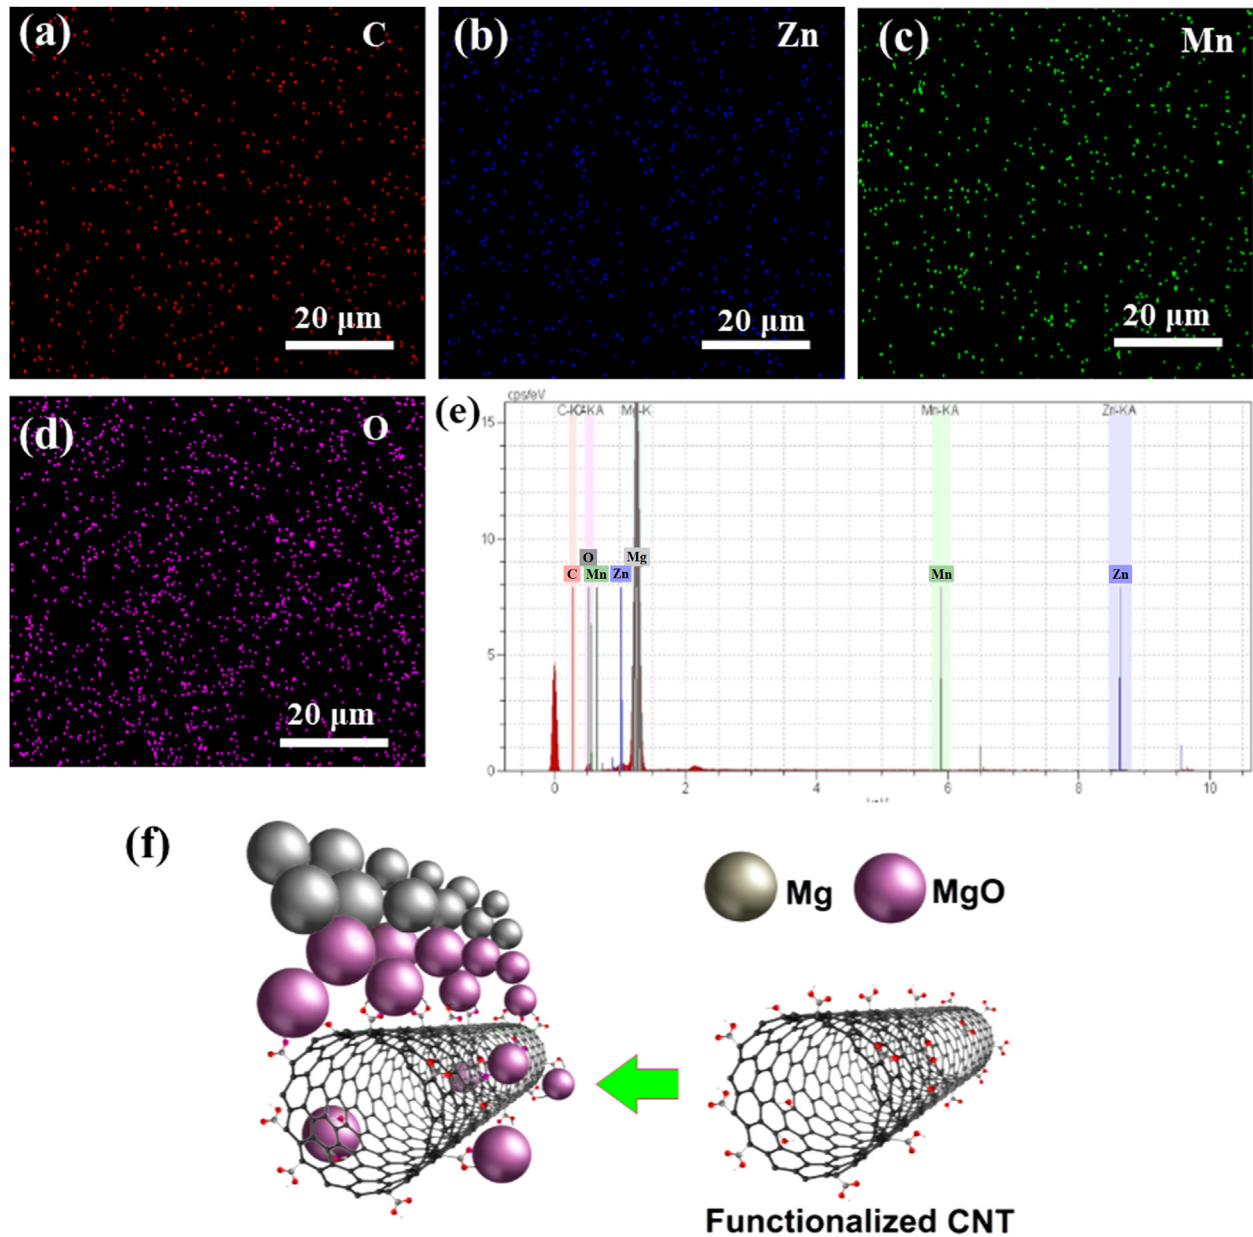 (a)
C
20 μm
(b)
Zn
20 μm
(c)
Mn
20 μm
(d)
O
20 μm
(e)
cps/eV
Mn-KA
Zn-KA
15
10
5
0
O
Mg
C
Mn
Zn
Mn
Zn
0
2
4
6
8
10
(f)
Mg
MgO
Functionalized CNT